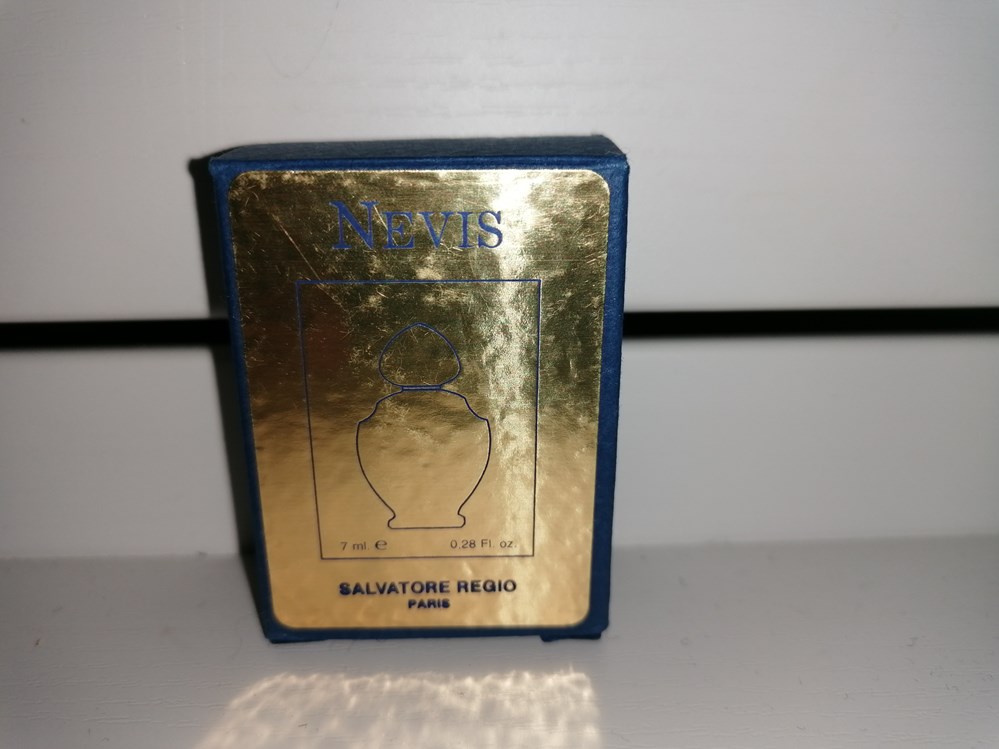 NEVIS
7 ml. ℮ 0,28 Fl. oz.
SALVATORE REGIO
PARIS